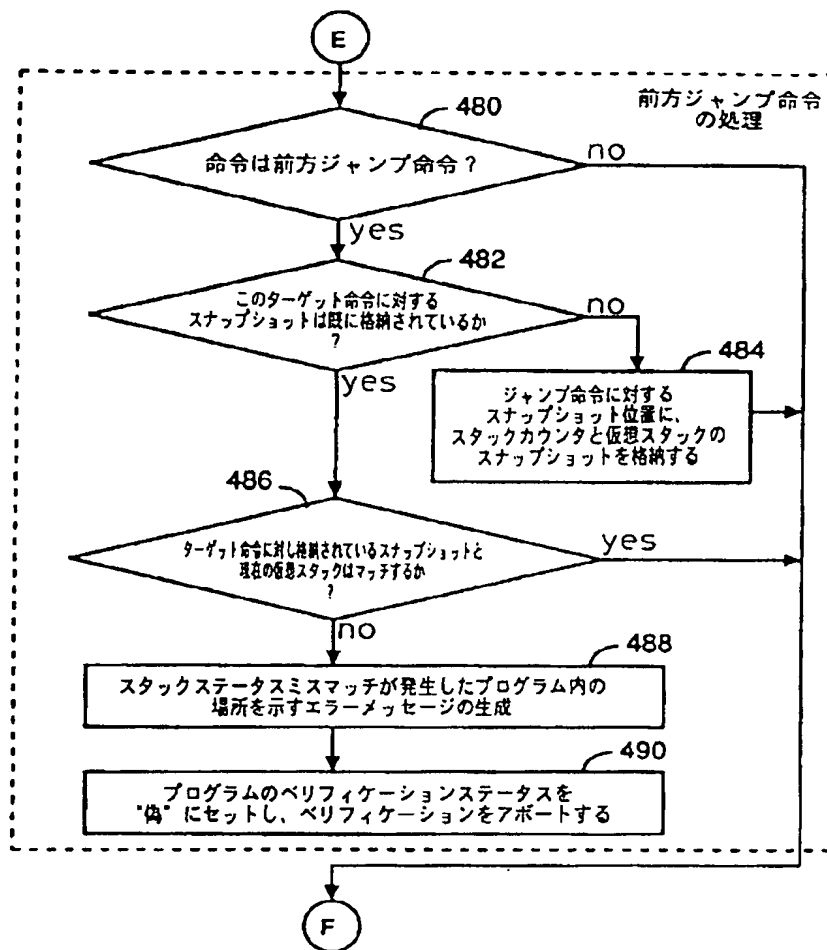 E
前方ジャンプ命令
の処理
480
命令は前方ジャンプ命令？
no
yes
482
このターゲット命令に対する
スナップショットは既に格納されているか
？
no
yes
484
ジャンプ命令に対する
スナップショット位置に、
スタックカウンタと仮想スタックの
スナップショットを格納する
486
ターゲット命令に対し格納されているスナップショットと
現在の仮想スタックはマッチするか
？
yes
no
488
スタックステータスミスマッチが発生したプログラム内の
場所を示すエラーメッセージの生成
490
プログラムのベリフィケーションステータスを
"偽"にセットし、ベリフィケーションをアボートする
F